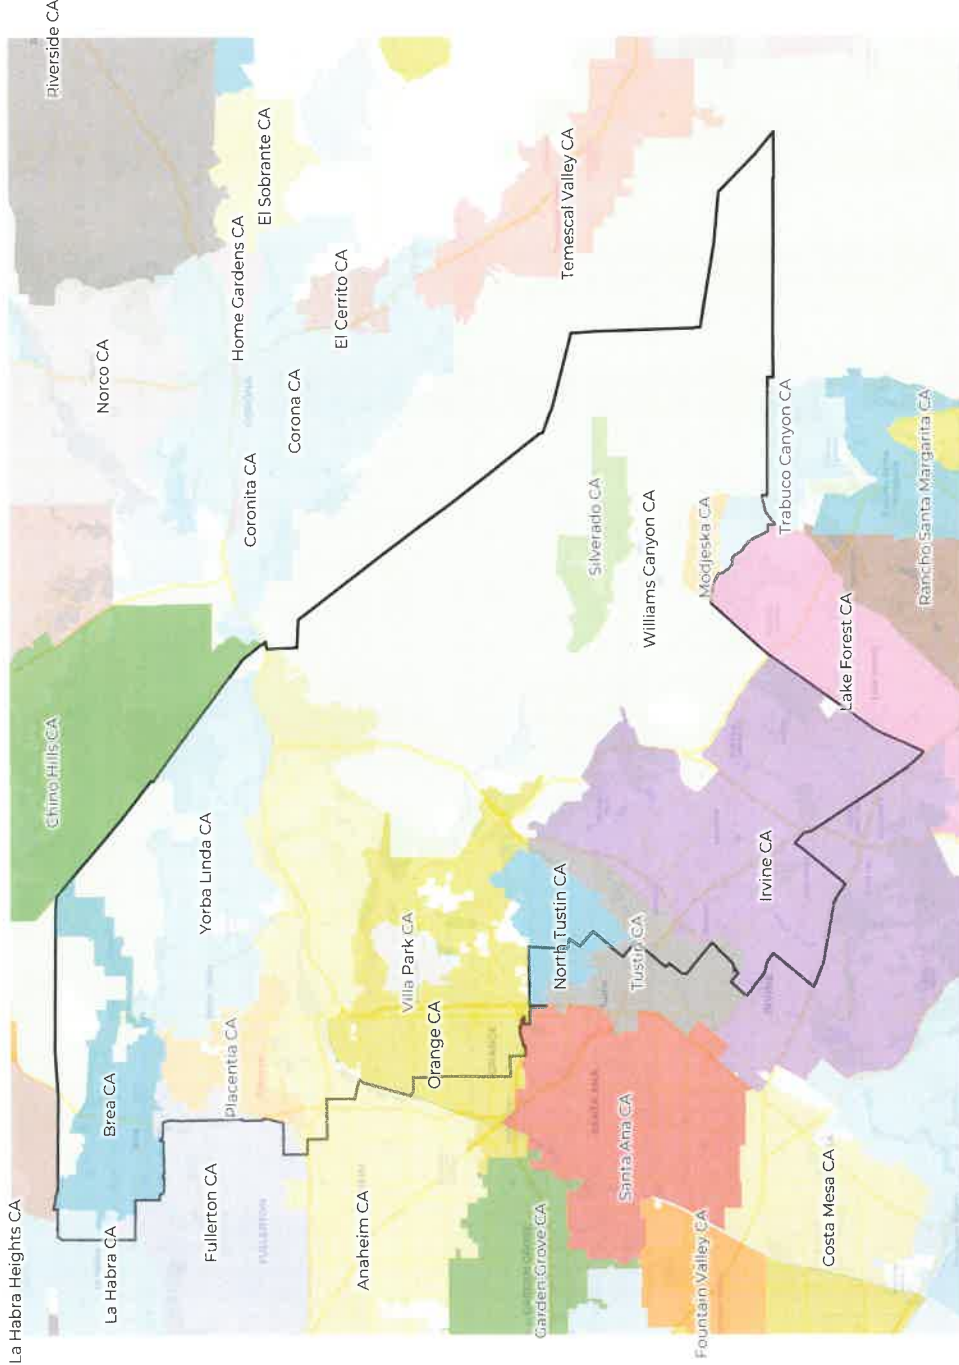 La Habra Heights CA
Chino Hills CA
Riverside CA
Norco CA
La Habra CA
Brea CA
Yorba Linda CA
Fullerton CA
Placentia CA
Coronita CA
Home Gardens CA
El Sobrante CA
Corona CA
El Cerrito CA
Anaheim CA
Villa Park CA
Orange CA
Garden Grove CA
North Tustin CA
Temescal Valley CA
Silverado CA
Santa Ana CA
Tustin CA
Williams Canyon CA
Fountain Valley CA
Modjeska CA
Irvine CA
Trabuco Canyon CA
Costa Mesa CA
Lake Forest CA
Rancho Santa Margarita CA
FULLERTON
SANTA ANA
ORANGE